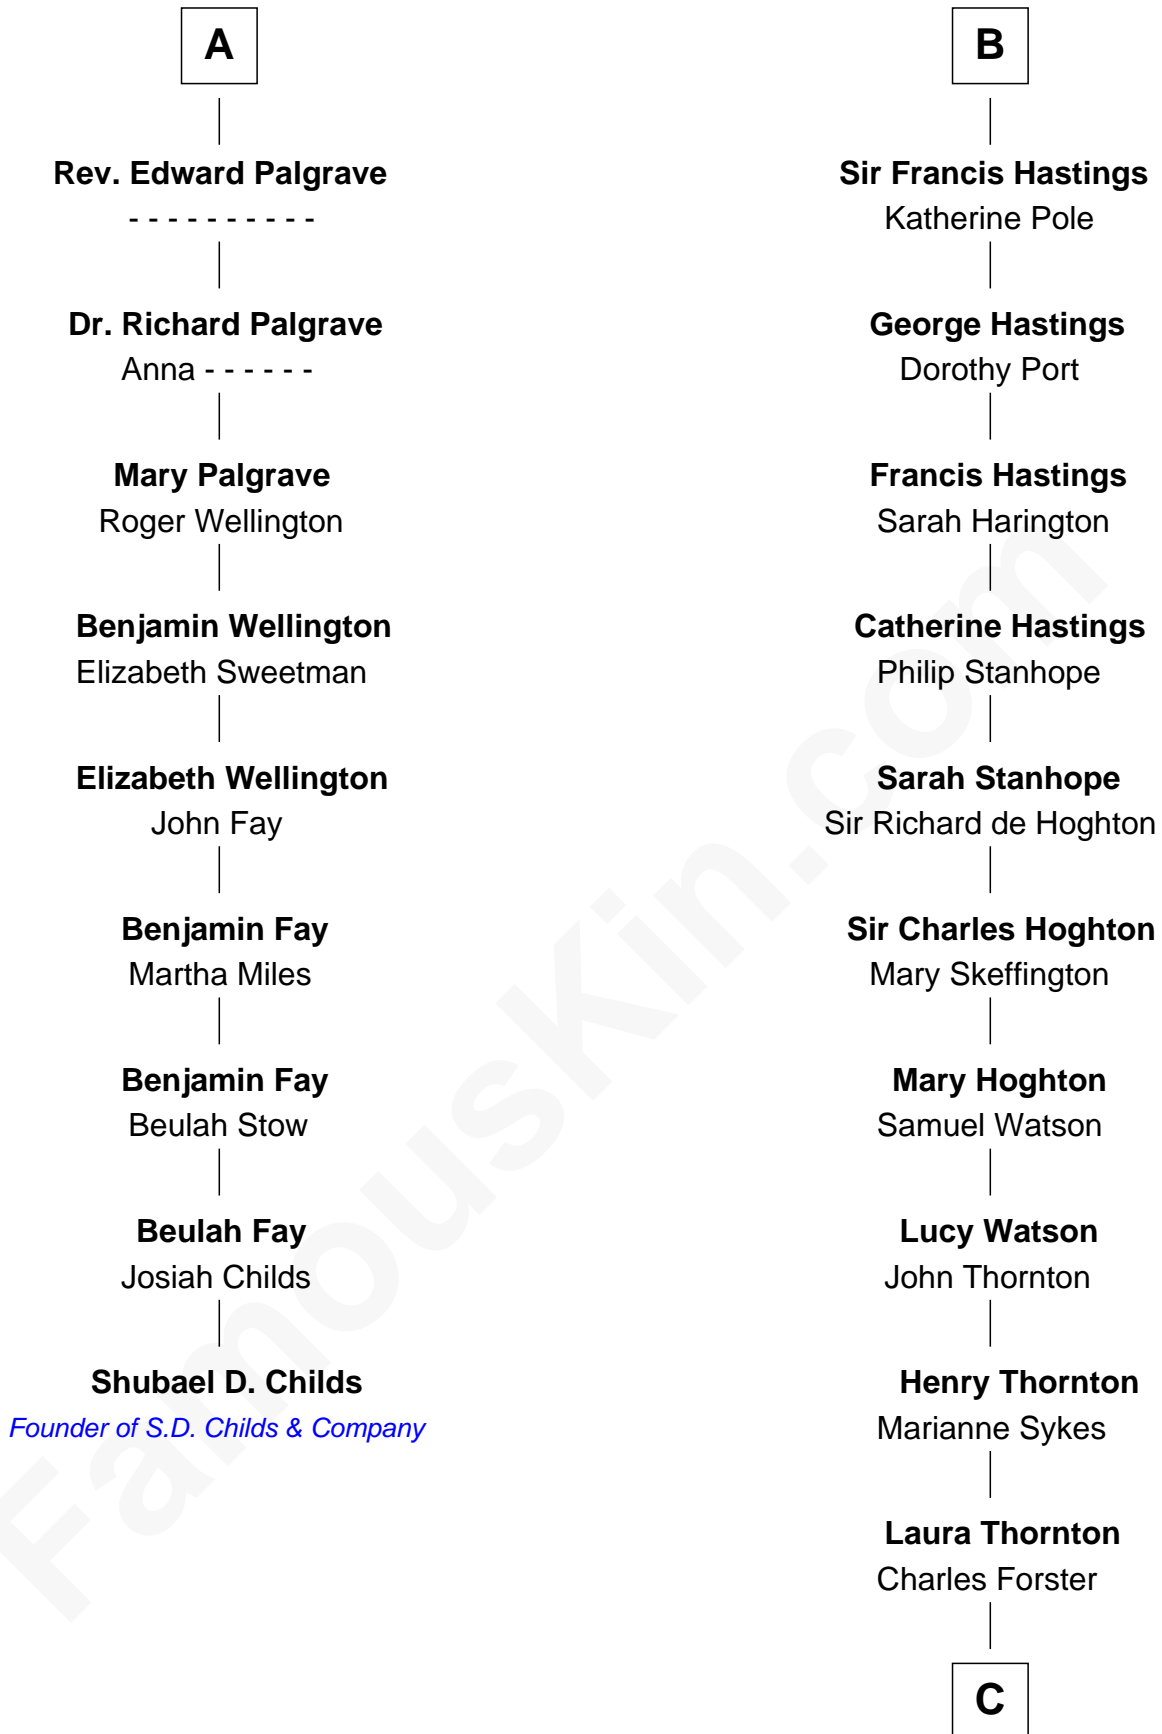 A
Rev. Edward Palgrave
- - - - - - - - - -
Dr. Richard Palgrave
Anna - - - - - -
Mary Palgrave
Roger Wellington
Benjamin Wellington
Elizabeth Sweetman
Elizabeth Wellington
John Fay
Benjamin Fay
Martha Miles
Benjamin Fay
Beulah Stow
Beulah Fay
Josiah Childs
Shubael D. Childs
Founder of S.D. Childs & Company
B
Sir Francis Hastings
Katherine Pole
George Hastings
Dorothy Port
Francis Hastings
Sarah Harington
Catherine Hastings
Philip Stanhope
Sarah Stanhope
Sir Richard de Hoghton
Sir Charles Hoghton
Mary Skeffington
Mary Hoghton
Samuel Watson
Lucy Watson
John Thornton
Henry Thornton
Marianne Sykes
Laura Thornton
Charles Forster
C
FamousKin.com